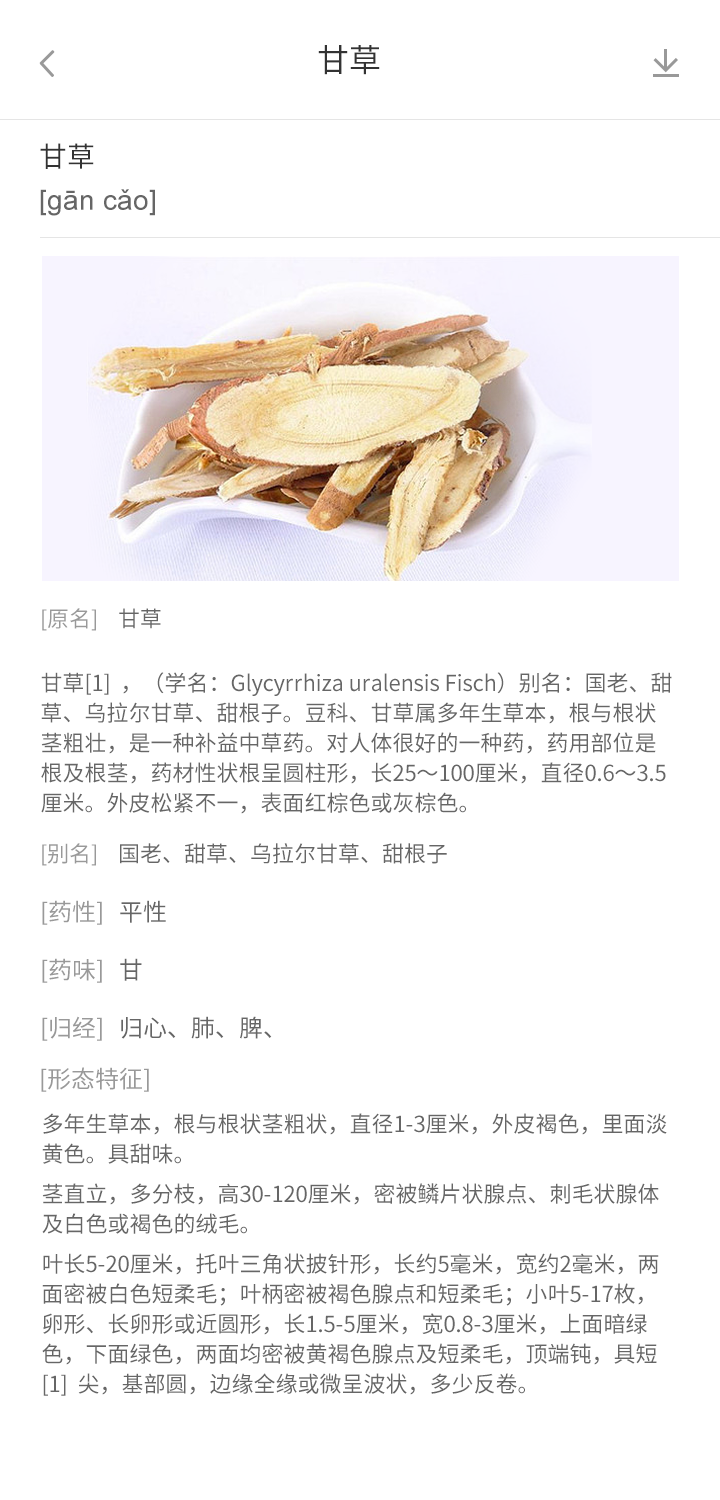 甘草
甘草
[gān cǎo]
[原名] 甘草
甘草[1] ，（学名：Glycyrrhiza uralensis Fisch）别名：国老、甜
草、乌拉尔甘草、甜根子。豆科、甘草属多年生草本，根与根状
茎粗壮，是一种补益中草药。对人体很好的一种药，药用部位是
根及根茎，药材性状根呈圆柱形，长25～100厘米，直径0.6～3.5
厘米。外皮松紧不一，表面红棕色或灰棕色。
[别名] 国老、甜草、乌拉尔甘草、甜根子
[药性] 平性
[药味] 甘
[归经] 归心、肺、脾、
[形态特征]
多年生草本，根与根状茎粗状，直径1-3厘米，外皮褐色，里面淡
黄色。具甜味。
茎直立，多分枝，高30-120厘米，密被鳞片状腺点、刺毛状腺体
及白色或褐色的绒毛。
叶长5-20厘米，托叶三角状披针形，长约5毫米，宽约2毫米，两
面密被白色短柔毛；叶柄密被褐色腺点和短柔毛；小叶5-17枚，
卵形、长卵形或近圆形，长1.5-5厘米，宽0.8-3厘米，上面暗绿
色，下面绿色，两面均密被黄褐色腺点及短柔毛，顶端钝，具短
[1] 尖，基部圆，边缘全缘或微呈波状，多少反卷。